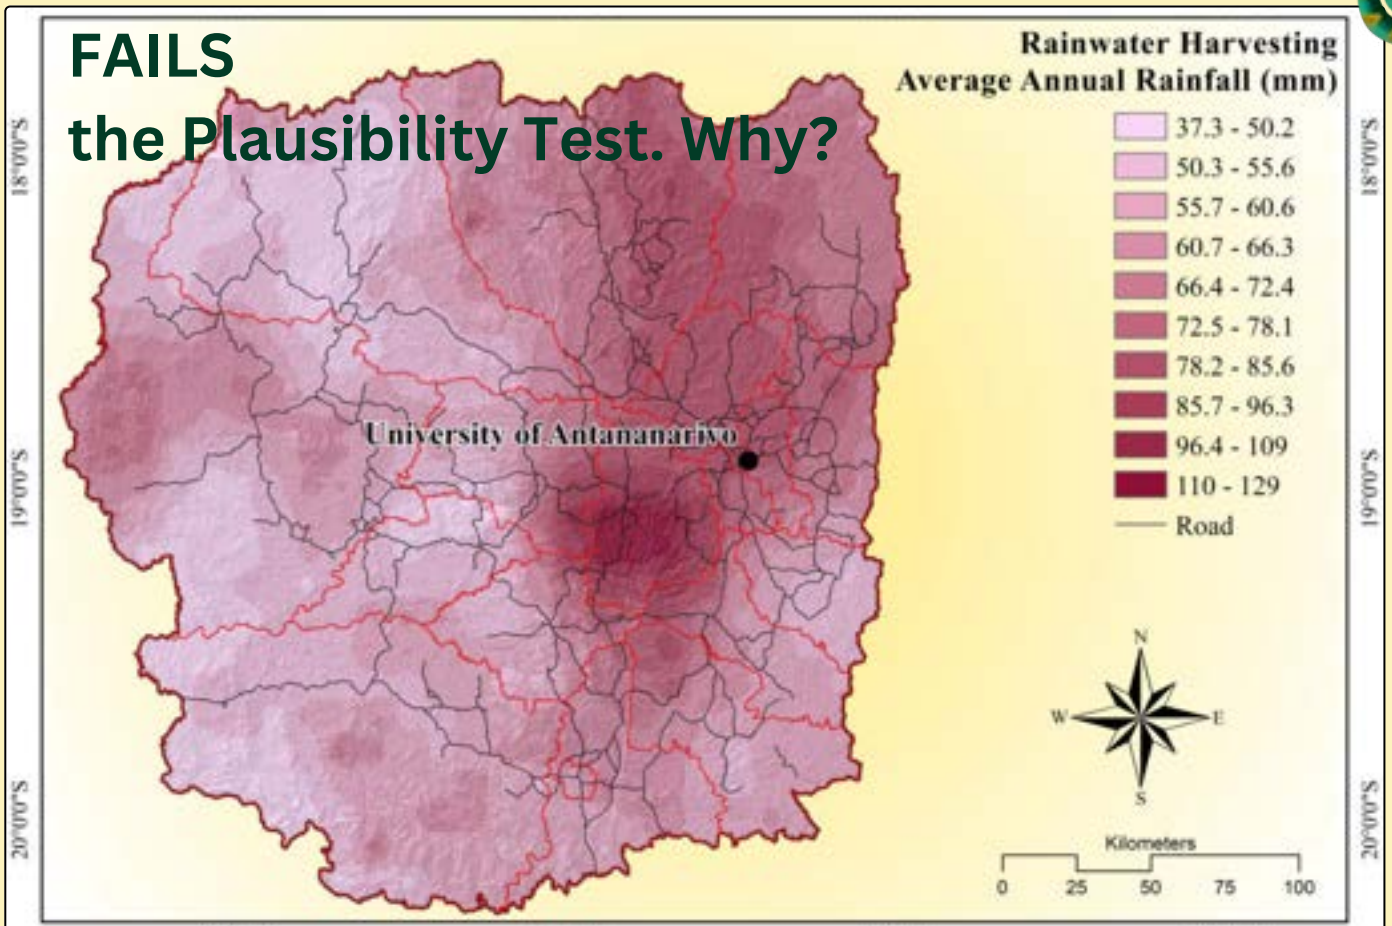 FAILS
the Plausibility Test. Why?
Rainwater Harvesting
Average Annual Rainfall (mm)
37.3 - 50.2
50.3 - 55.6
55.7 - 60.6
60.7 - 66.3
66.4 - 72.4
72.5 - 78.1
78.2 - 85.6
85.7 - 96.3
96.4 - 109
110 - 129
Road
18°0'0"S
18°0'0"S
University of Antananarivo
19°0'0"S
19°0'0"S
N
W
E
S
20°0'0"S
20°0'0"S
Kilometers
0 25 50 75 100